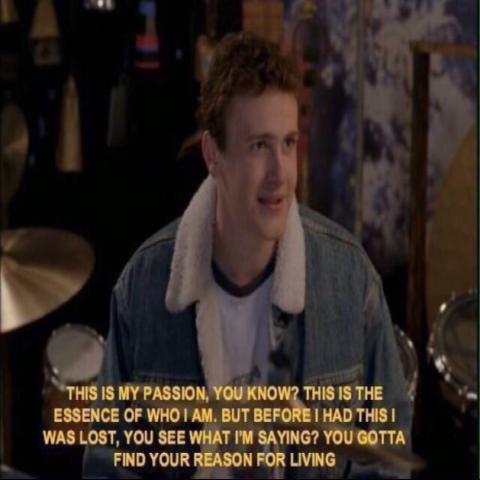 THIS IS MY PASSION, YOU KNOW? THIS IS THE
ESSENCE OF WHO I AM. BUT BEFORE I HAD THIS I
WAS LOST, YOU SEE WHAT I'M SAYING? YOU GOTTA
FIND YOUR REASON FOR LIVING